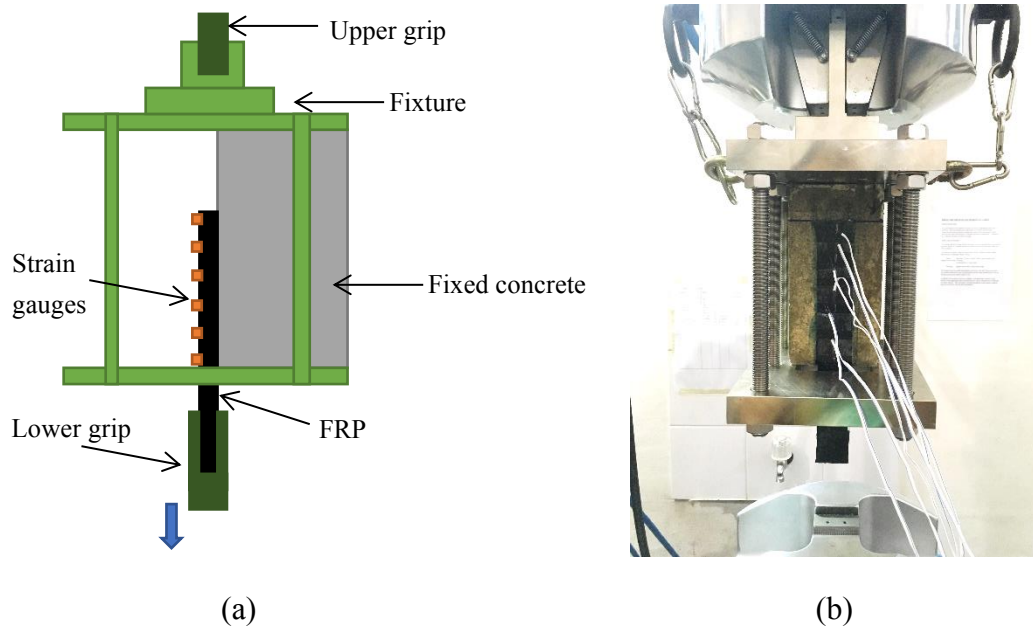 Upper grip
Fixture
Strain
gauges
Fixed concrete
Lower grip
FRP
(a)
(b)